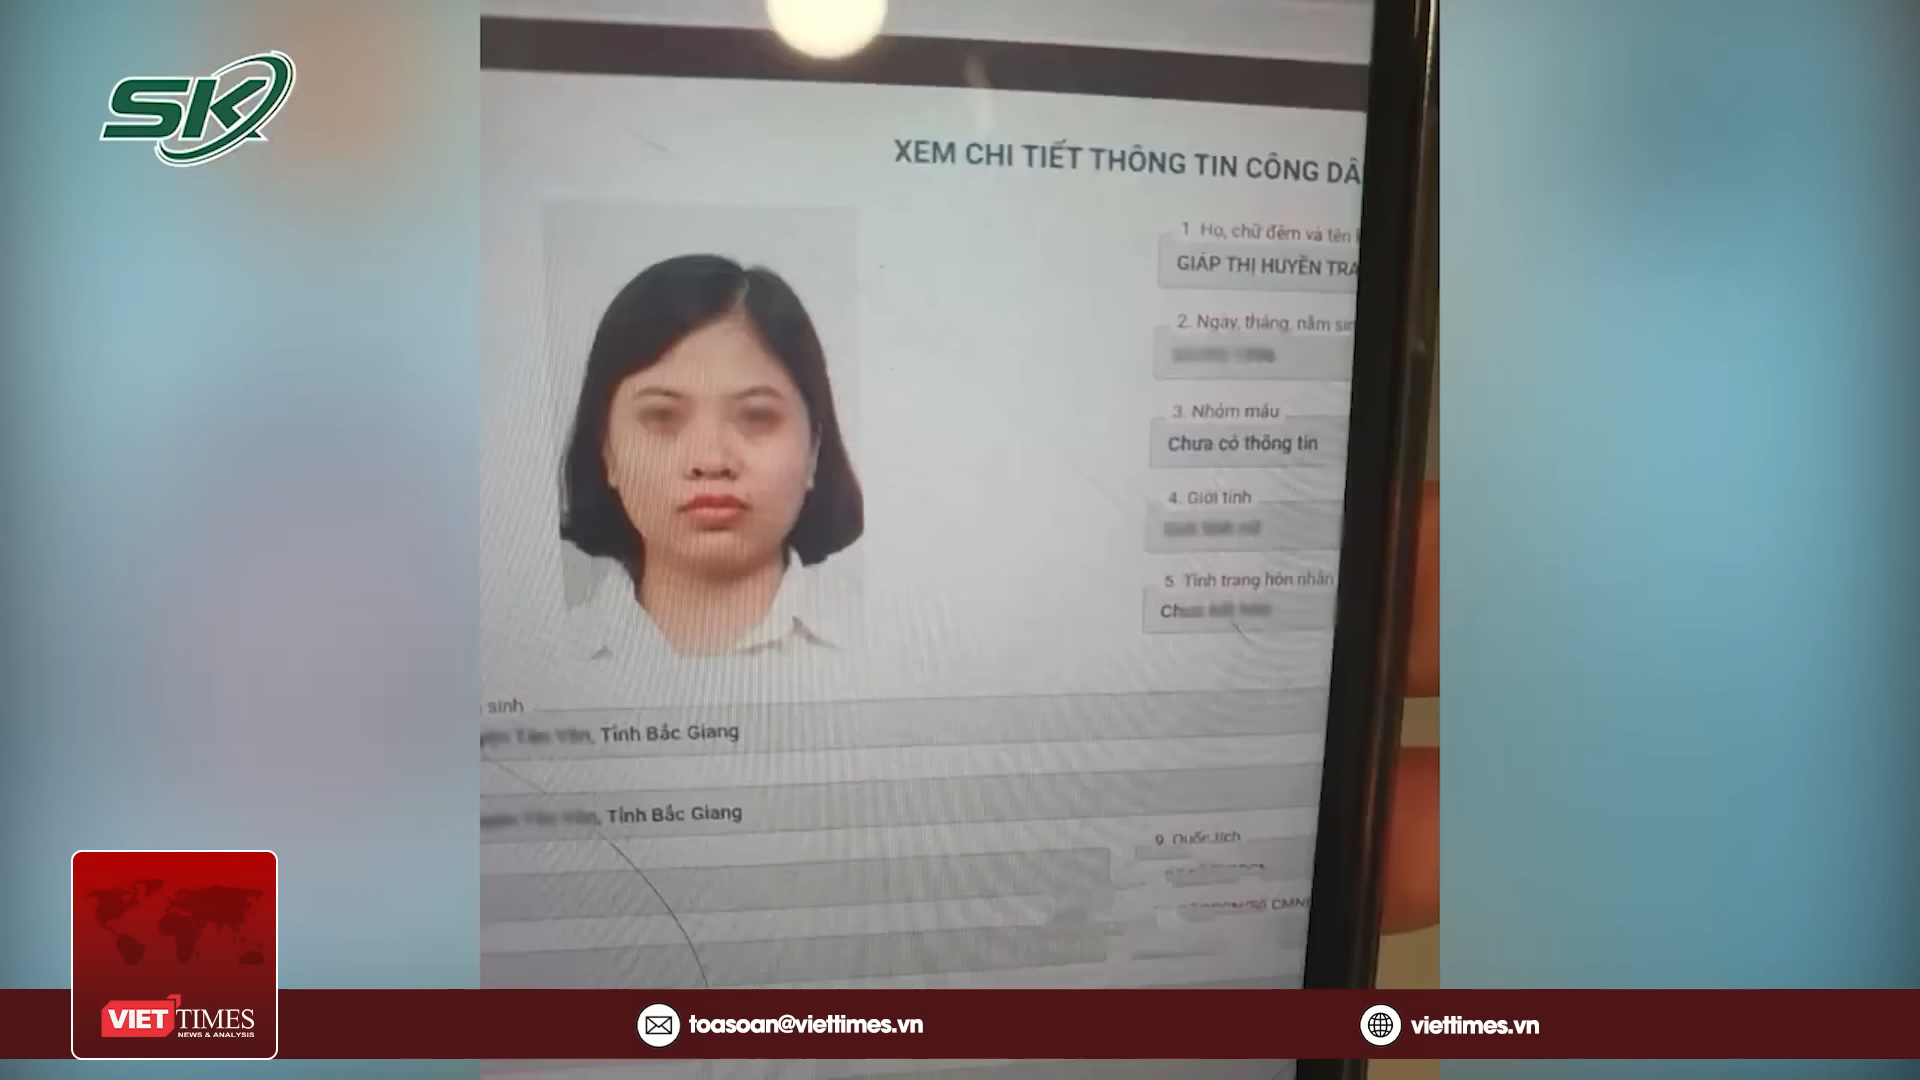 SK
XEM CHI TIẾT THÔNG TIN CÔNG DÂ
1. Họ, chữ đệm và tên
GIÁP THỊ HUYỀN TRA
2. Ngày, tháng, năm sin
3. Nhóm máu
Chưa có thông tin
4. Giới tính
5. Tình trạng hôn nhân
sinh
, Tỉnh Bắc Giang
, Tỉnh Bắc Giang
9. Quốc tịch
CMN
VIETTIMES
NEWS & ANALYSIS
toasoan@viettimes.vn
viettimes.vn